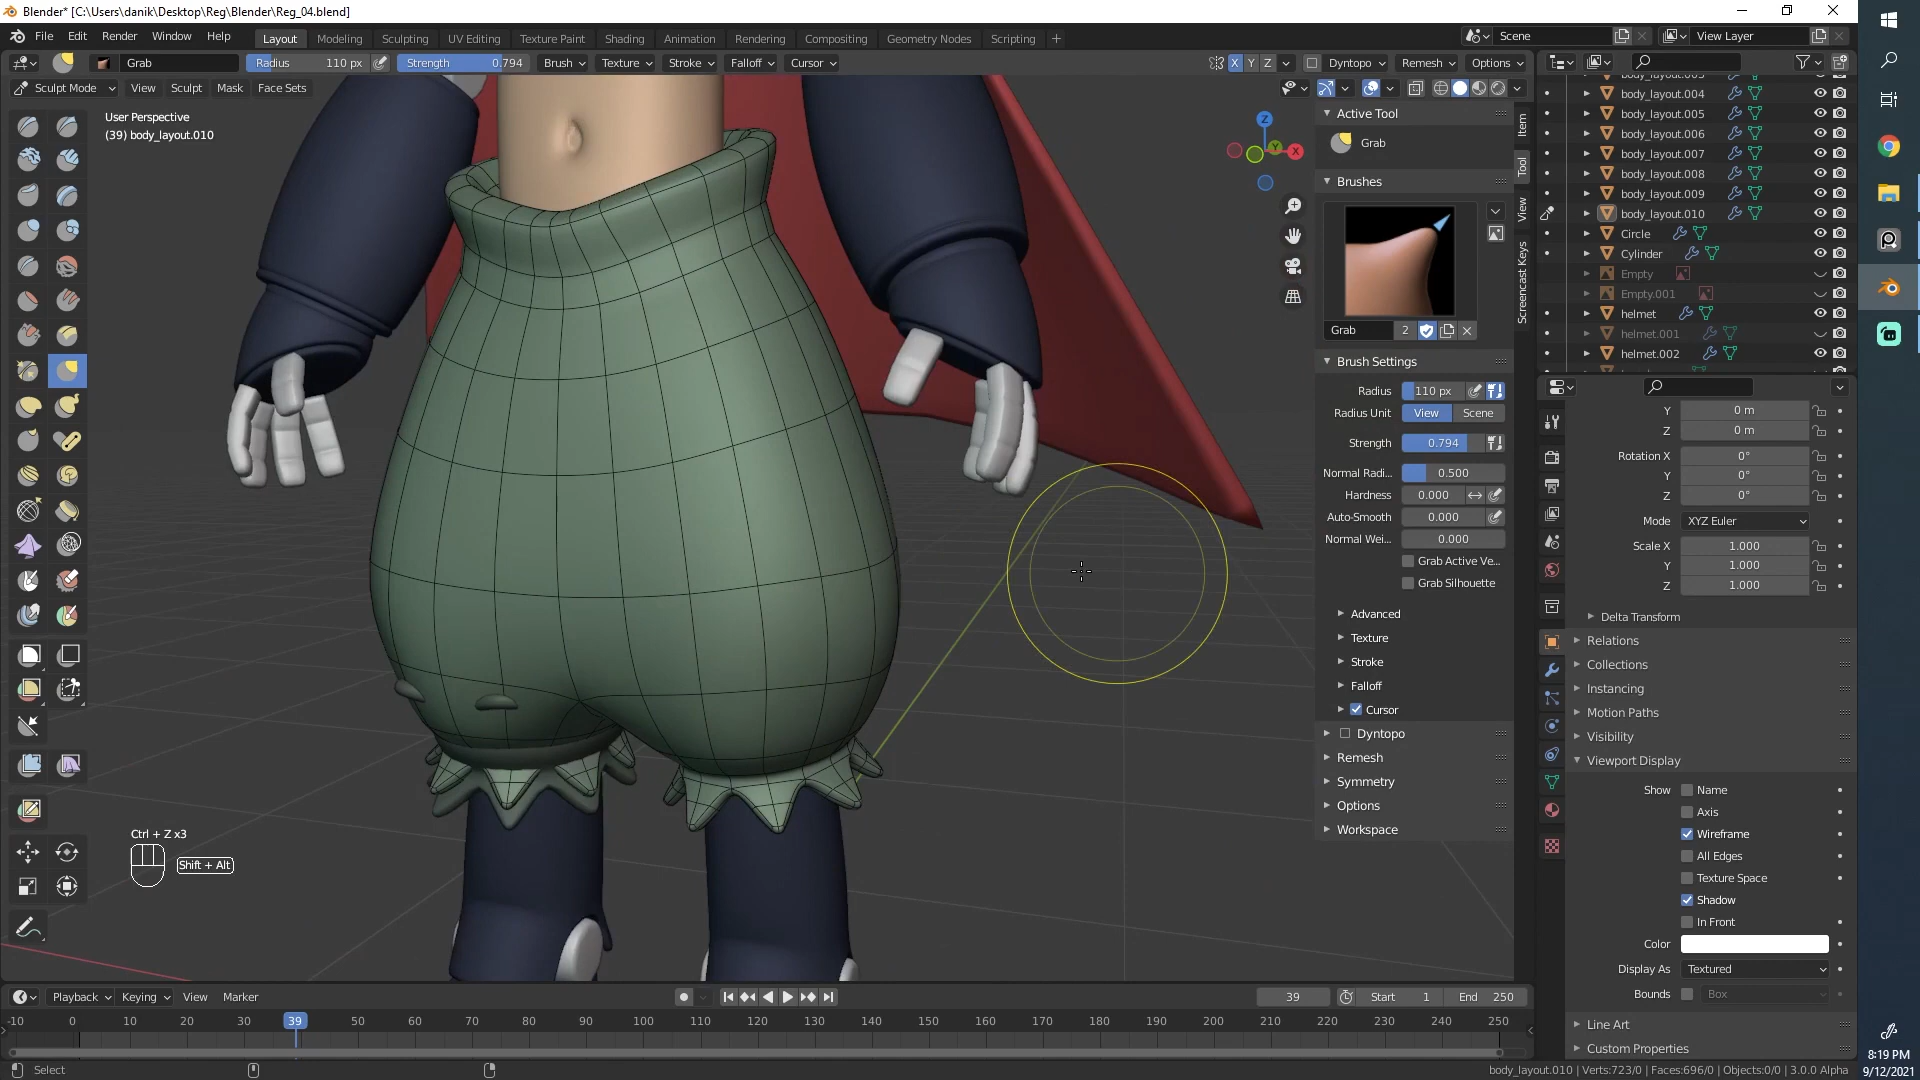 Blender* [C:\Users\danik\Desktop\Reg\Blender\Reg_04.blend]
File Edit Render Window Help Layout Modeling Sculpting UV Editing Texture Paint Shading Animation Rendering Compositing Geometry Nodes Scripting + Scene View Layer
Grab Radius 110 px Strength 0.794 Brush Texture Stroke Falloff Cursor X Y Z Dyntopo Remesh Options
Sculpt Mode View Sculpt Mask Face Sets
User Perspective
(39) body_layout.010
Z
Y
X
Active Tool
Grab
Brushes
Grab 2
Brush Settings
Radius 110 px
Radius Unit View Scene
Strength 0.794
Normal Radi... 0.500
Hardness 0.000
Auto-Smooth 0.000
Normal Wei... 0.000
Grab Active Ve...
Grab Silhouette
Advanced
Texture
Stroke
Falloff
Cursor
Dyntopo
Remesh
Symmetry
Options
Workspace
Item
Tool
View
Screencast Keys
body_layout.004
body_layout.005
body_layout.006
body_layout.007
body_layout.008
body_layout.009
body_layout.010
Circle
Cylinder
Empty
Empty.001
helmet
helmet.001
helmet.002
Y 0 m
Z 0 m
Rotation X 0°
Y 0°
Z 0°
Mode XYZ Euler
Scale X 1.000
Y 1.000
Z 1.000
Delta Transform
Relations
Collections
Instancing
Motion Paths
Visibility
Viewport Display
Show Name
Axis
Wireframe
All Edges
Texture Space
Shadow
In Front
Color
Display As Textured
Bounds Box
Line Art
Custom Properties
Ctrl + Z x3
Shift + Alt
Playback Keying View Marker 39 Start 1 End 250
-10 0 10 20 30 39 50 60 70 80 90 100 110 120 130 140 150 160 170 180 190 200 210 220 230 240 250
Select
body_layout.010 | Verts:723/0 | Faces:696/0 | Objects:0/0 | 3.0.0 Alpha
8:19 PM
9/12/2021